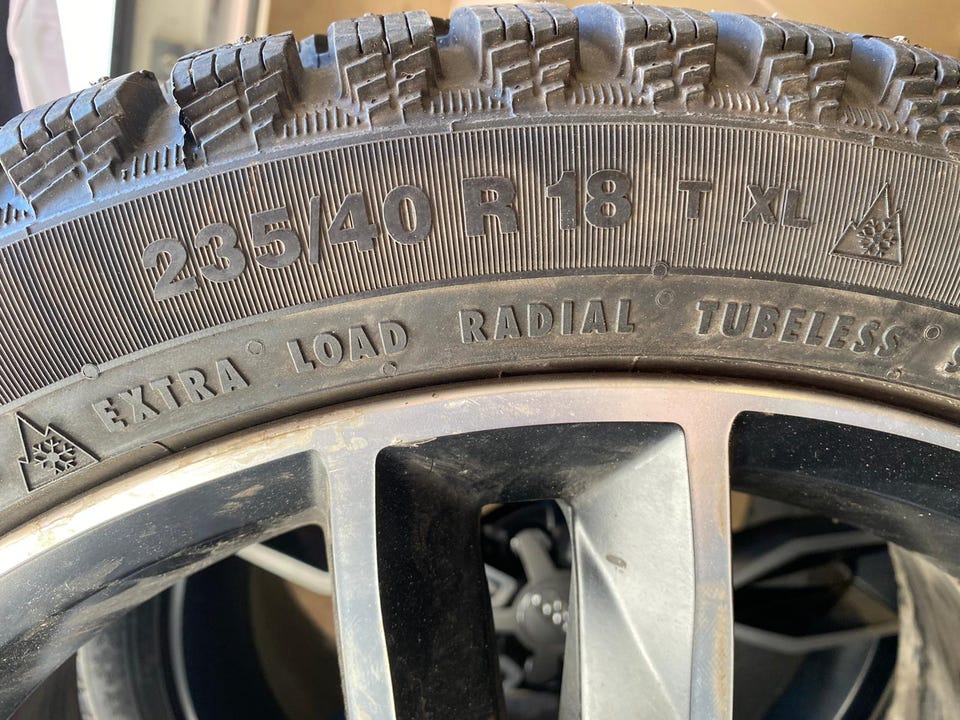 235/40 R 18 T XL
EXTRA LOAD RADIAL TUBELESS